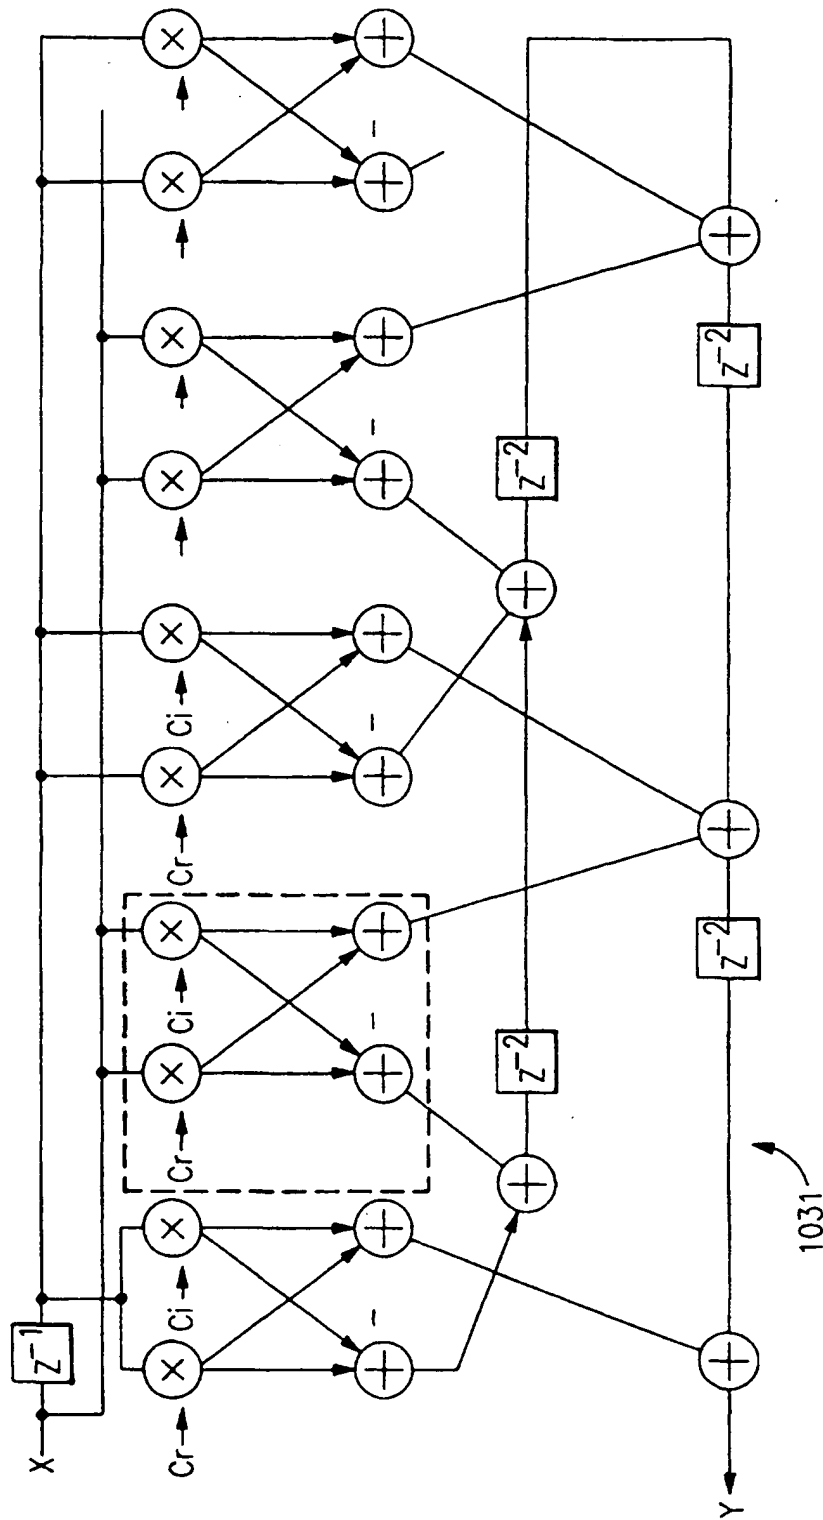 X
Z⁻¹
Cr
Ci
Cr
Ci
Cr
Ci
×
×
×
×
×
×
×
×
×
×
+
−
+
+
−
+
+
−
+
+
−
+
+
−
+
+
Z⁻²
+
Z⁻²
Y
+
Z⁻²
+
Z⁻²
+
1031